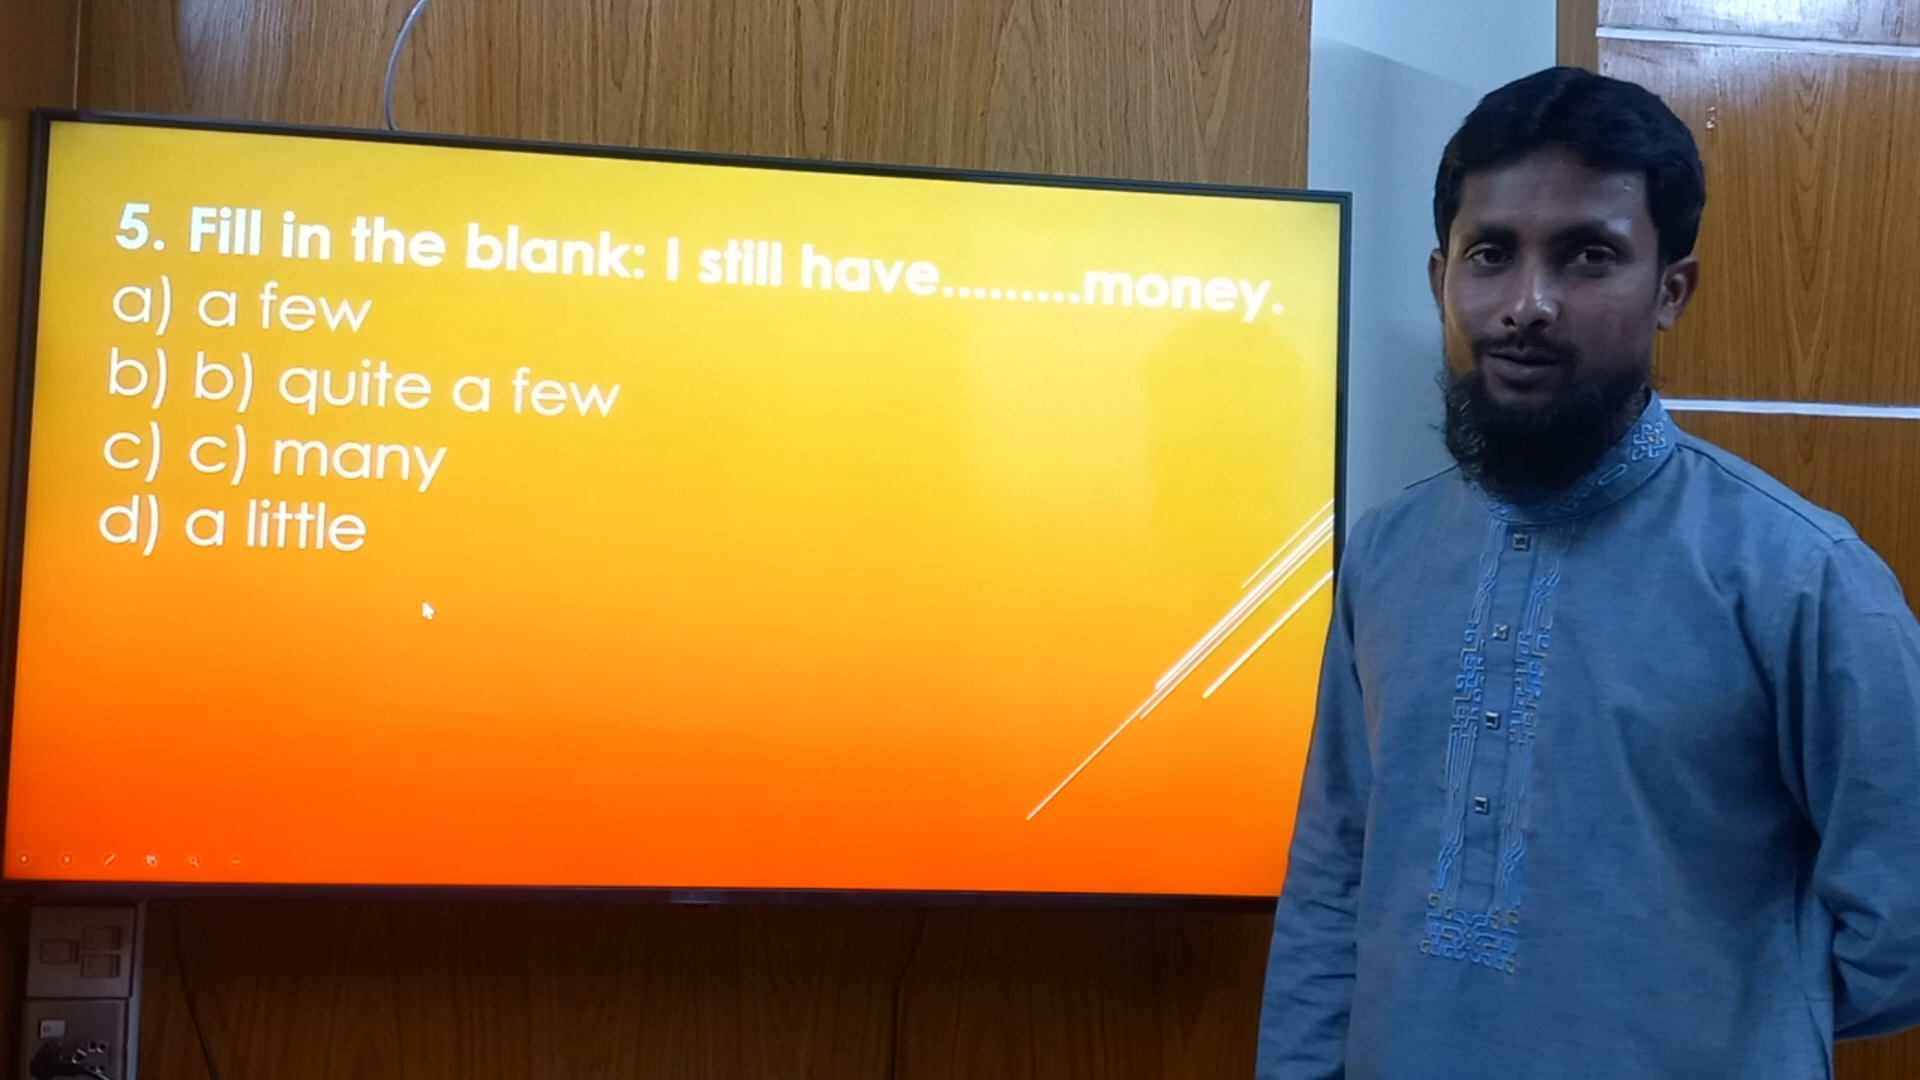 5. Fill in the blank: I still have.........money.
a) a few
b) b) quite a few
c) c) many
d) a little